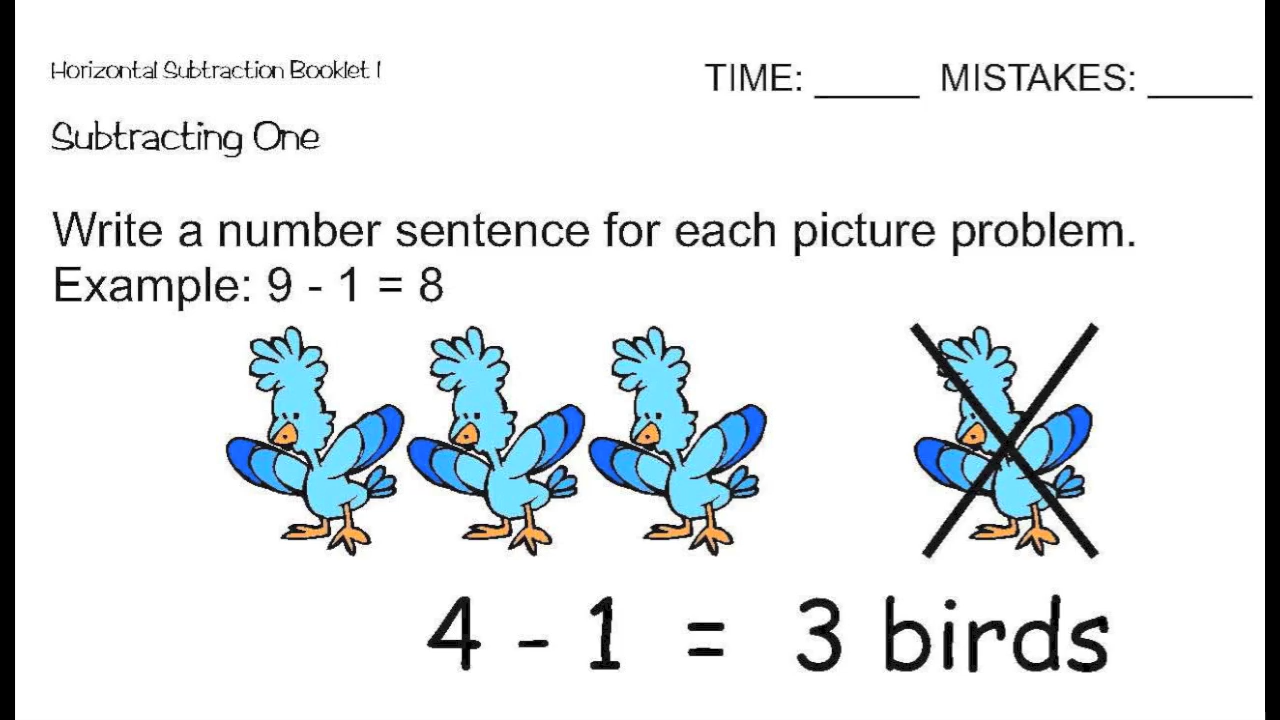 Horizontal Subtraction Booklet 1
TIME: _____ MISTAKES: _____
Subtracting One
Write a number sentence for each picture problem.
Example: 9 - 1 = 8
4 - 1 = 3 birds